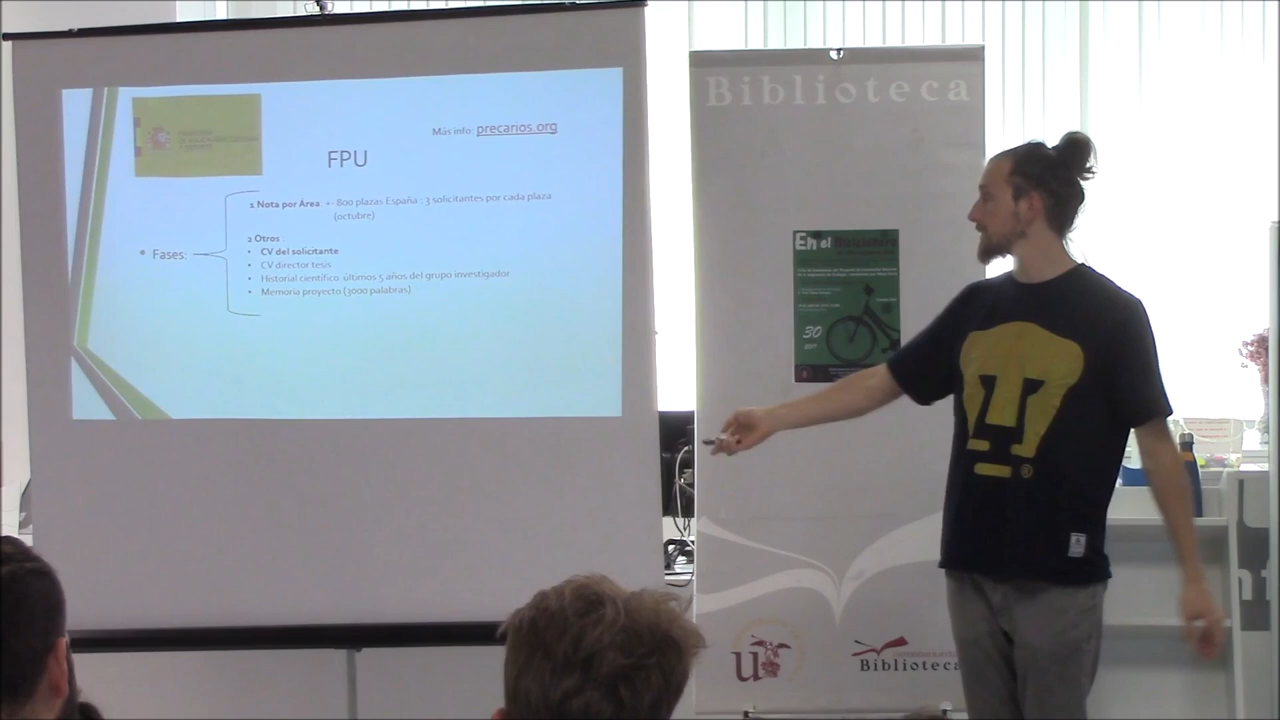 Más info: precarios.org
FPU
1 Nota por Área: +- 800 plazas España : 3 solicitantes por cada plaza
(octubre)
• Fases:
2 Otros
• CV del solicitante
• CV director tesis
• Historial científico: últimos 5 años del grupo investigador
• Memoria proyecto (3000 palabras)
Biblioteca
En el Bicicletero
30
Biblioteca